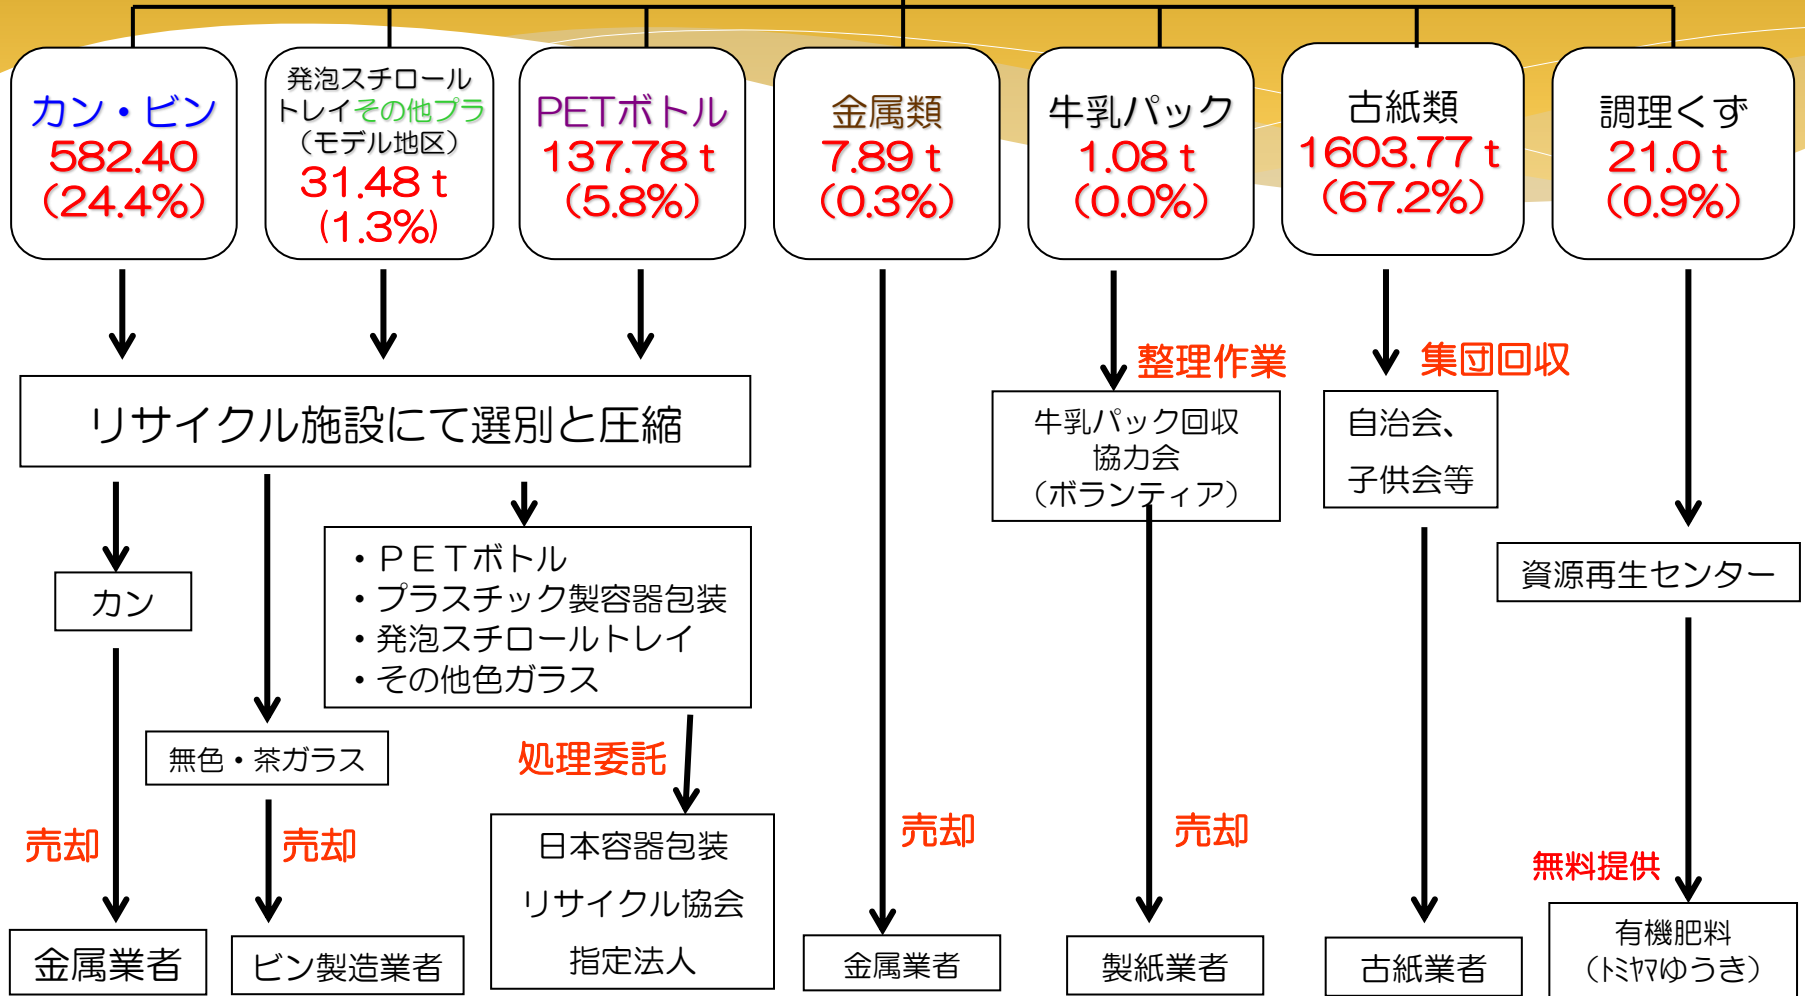 カン・ビン
582.40
(24.4%)
発泡スチロール
トレイその他プラ
（モデル地区）
31.48ｔ
(1.3%)
PETボトル
137.78ｔ
(5.8%)
金属類
7.89ｔ
(0.3%)
牛乳パック
1.08ｔ
(0.0%)
古紙類
1603.77ｔ
(67.2%)
調理くず
21.0ｔ
(0.9%)
リサイクル施設にて選別と圧縮
整理作業
牛乳パック回収
協力会
（ボランティア）
集団回収
自治会、
子供会等
資源再生センター
カン
・ＰＥＴボトル
・プラスチック製容器包装
・発泡スチロールトレイ
・その他色ガラス
無色・茶ガラス
処理委託
売却
売却
売却
売却
無料提供
金属業者
ビン製造業者
日本容器包装
リサイクル協会
指定法人
金属業者
製紙業者
古紙業者
有機肥料
（ﾄﾐﾔﾏゆうき）